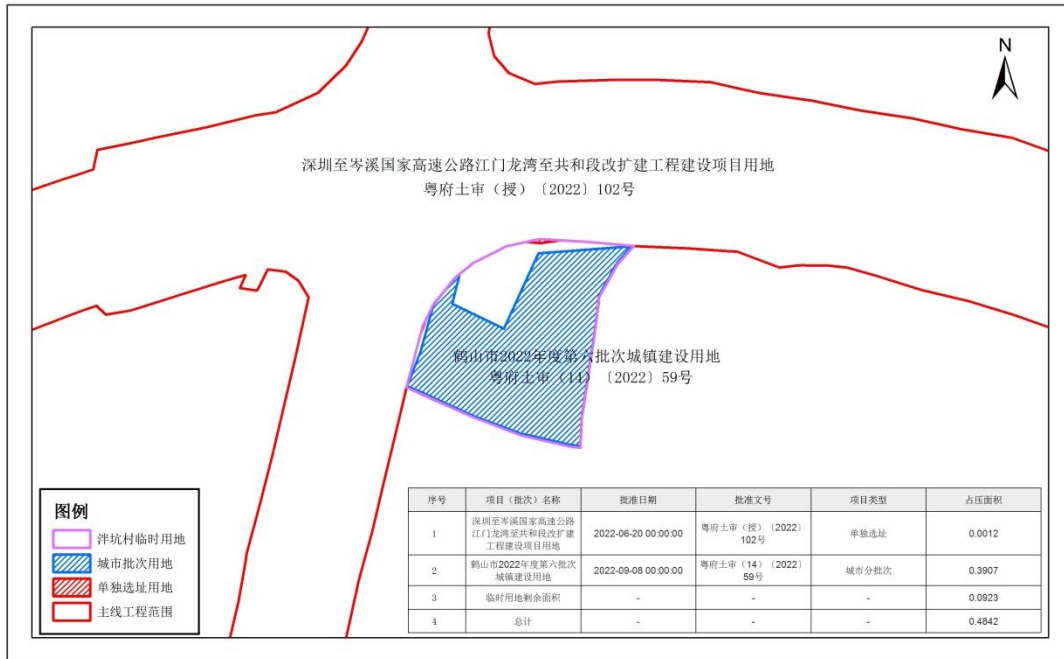 N
深圳至岑溪国家高速公路江门龙湾至共和段改扩建工程建设项目用地
粤府土审（授）〔2022〕102号
鹤山市2022年度第六批次城镇建设用地
粤府土审（14）〔2022〕59号
图例
泮坑村临时用地
城市批次用地
单独选址用地
主线工程范围
序号 项目（批次）名称 批准日期 批准文号 项目类型 占压面积
1 深圳至岑溪国家高速公路江门龙湾至共和段改扩建工程建设项目用地 2022-06-20 00:00:00 粤府土审（授）〔2022〕102号 单独选址 0.0012
2 鹤山市2022年度第六批次城镇建设用地 2022-09-08 00:00:00 粤府土审（14）〔2022〕59号 城市分批次 0.3907
3 临时用地剩余面积 - - - 0.0923
4 总计 - - - 0.4842